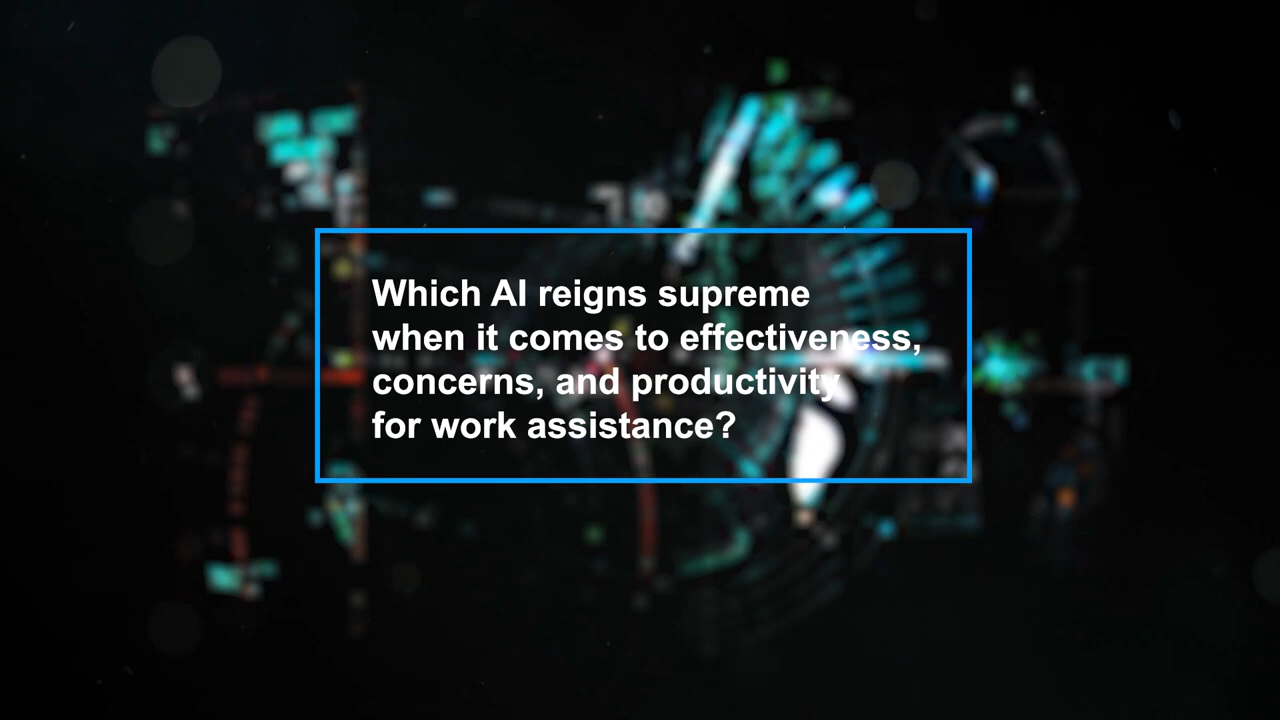 Which AI reigns supreme
when it comes to effectiveness,
concerns, and productivity
for work assistance?